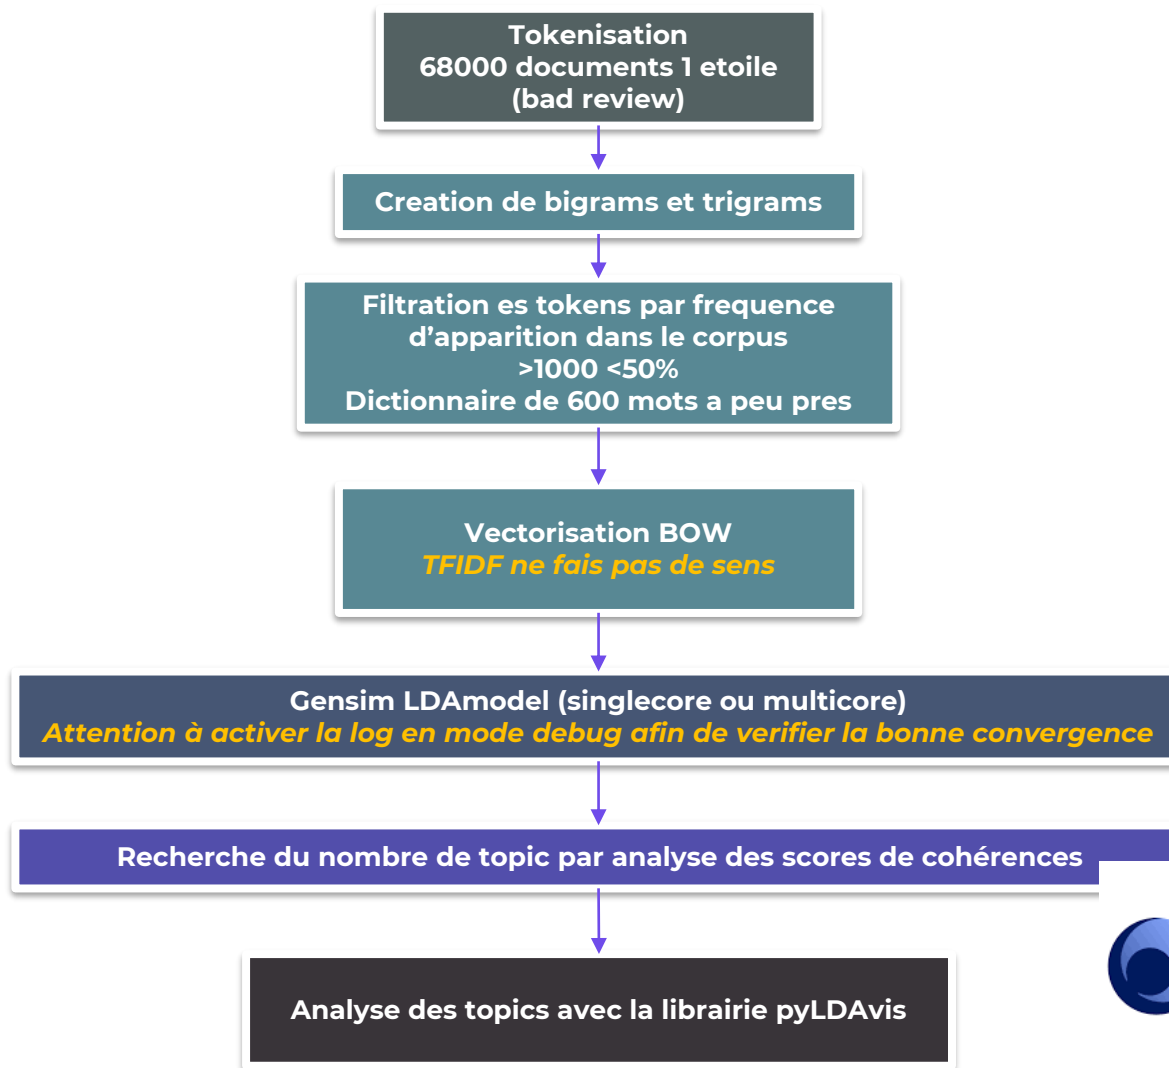 Tokenisation
68000 documents 1 etoile
(bad review)
Creation de bigrams et trigrams
Filtration es tokens par frequence
d’apparition dans le corpus
>1000 <50%
Dictionnaire de 600 mots a peu pres
Vectorisation BOW
TFIDF ne fais pas de sens
Gensim LDAmodel (singlecore ou multicore)
Attention à activer la log en mode debug afin de verifier la bonne convergence
Recherche du nombre de topic par analyse des scores de cohérences
Analyse des topics avec la librairie pyLDAvis